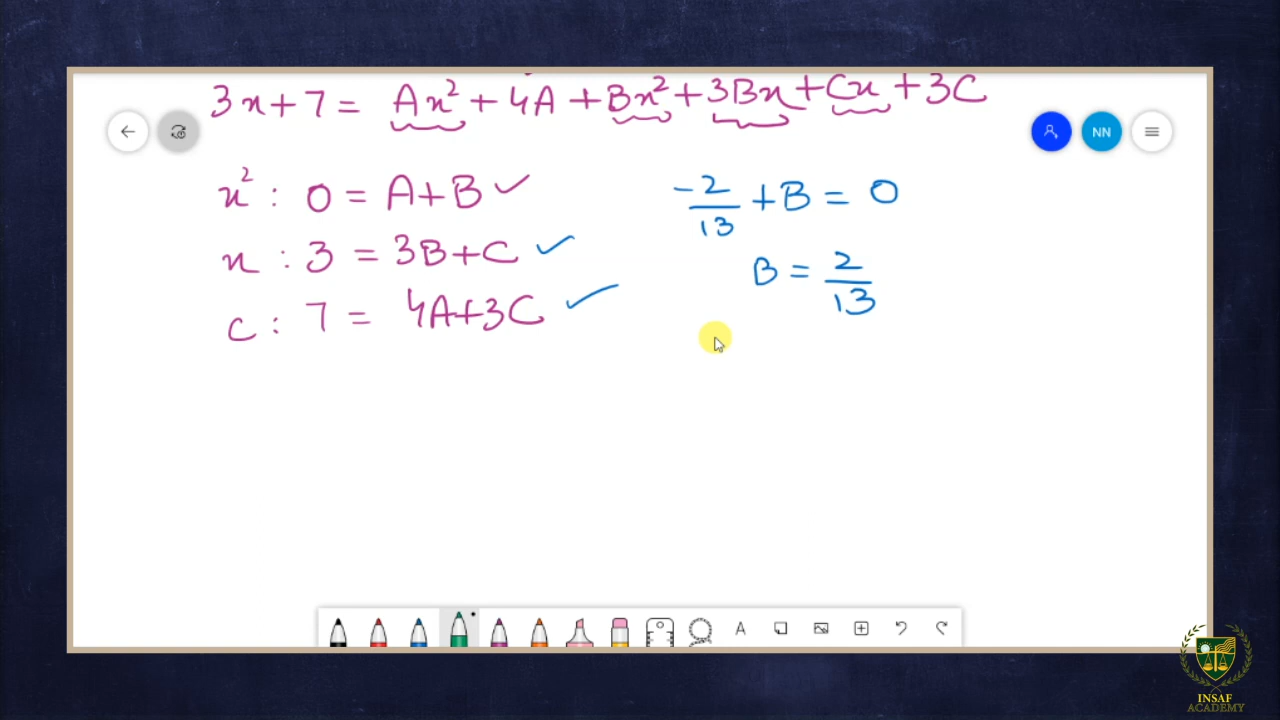 3x+7 = Ax² + 4A + Bx² + 3Bx + Cx + 3C
NN
x² : 0 = A+B ✓
x : 3 = 3B+C ✓
c : 7 = 4A+3C ✓
-2/13 + B = 0
B = 2/13
A
INSAF
ACADEMY